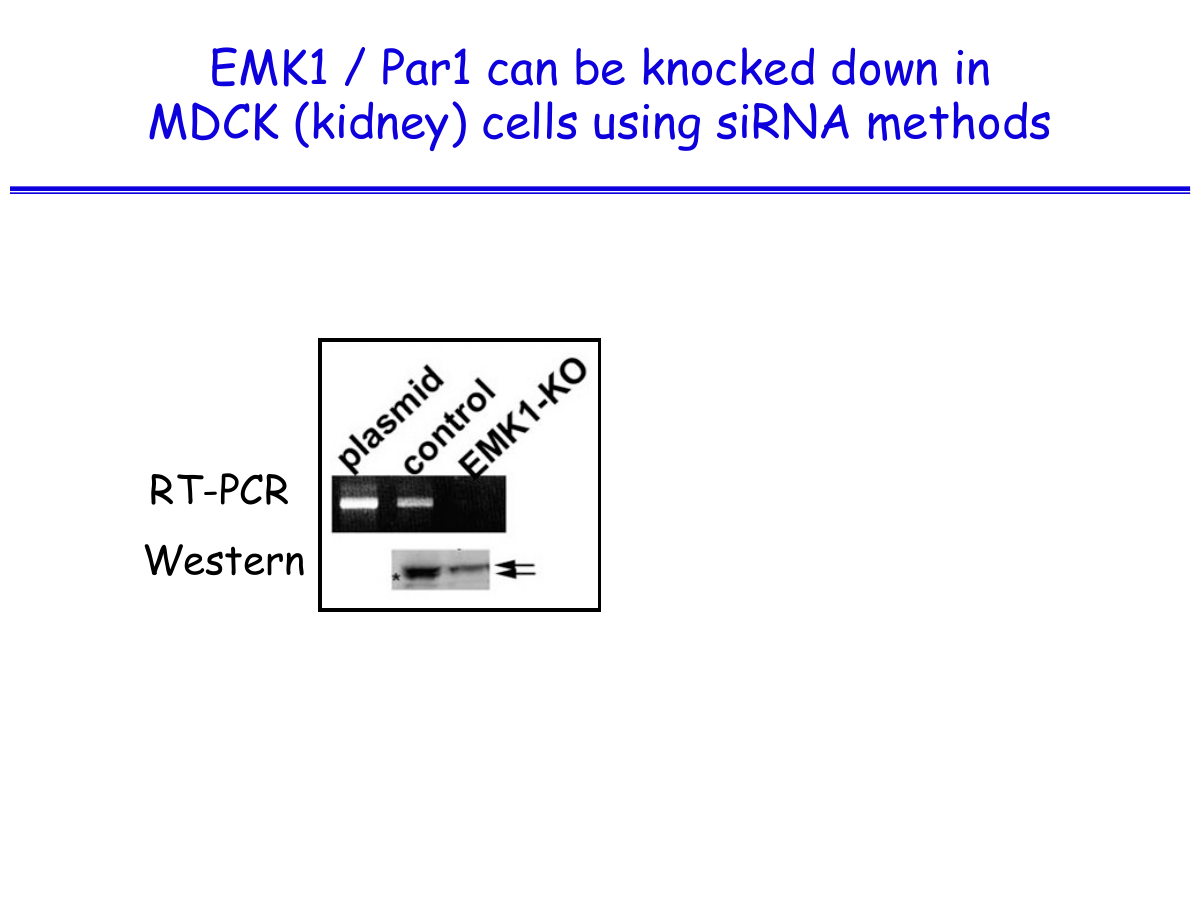 EMK1 / Par1 can be knocked down in
MDCK (kidney) cells using siRNA methods
plasmid
control
EMK1-KO
RT-PCR
Western
*